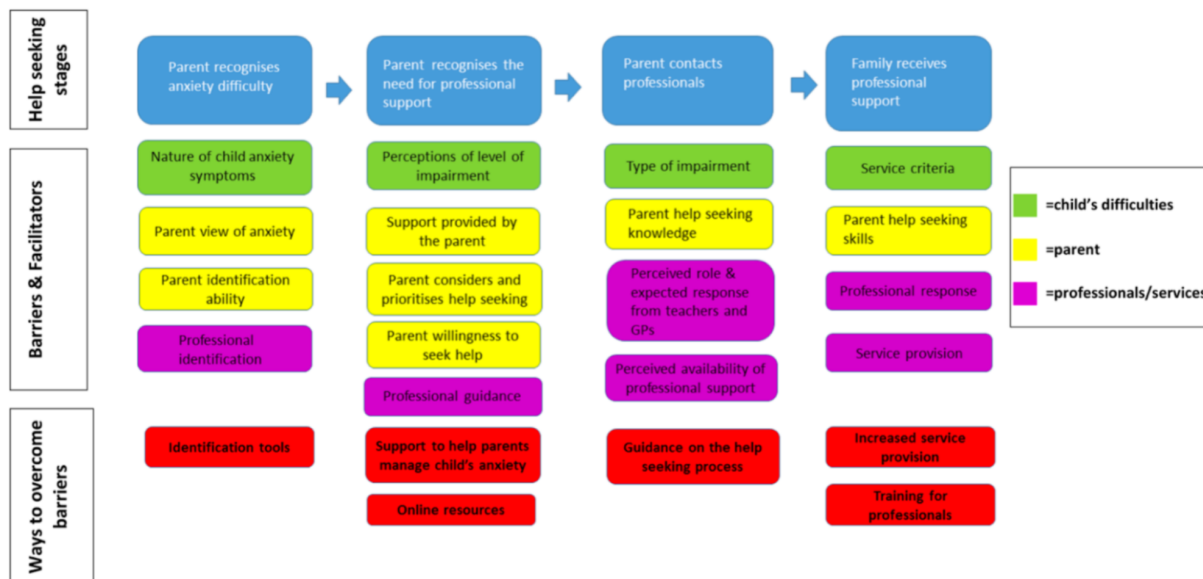 Help seeking
stages
Parent recognises
anxiety difficulty
Parent recognises the
need for professional
support
Parent contacts
professionals
Family receives
professional
support
Barriers & Facilitators
Nature of child anxiety
symptoms
Parent view of anxiety
Parent identification
ability
Professional
identification
Perceptions of level of
impairment
Support provided by
the parent
Parent considers and
prioritises help seeking
Parent willingness to
seek help
Professional guidance
Type of impairment
Parent help seeking
knowledge
Perceived role &
expected response
from teachers and
GPs
Perceived availability of
professional support
Service criteria
Parent help seeking
skills
Professional response
Service provision
=child's difficulties
=parent
=professionals/services
Ways to overcome
barriers
Identification tools
Support to help parents
manage child's anxiety
Online resources
Guidance on the help
seeking process
Increased service
provision
Training for
professionals